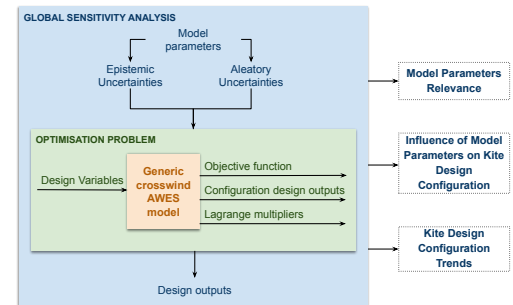 GLOBAL SENSITIVITY ANALYSIS
Model
parameters
Epistemic
Uncertainties
Aleatory
Uncertainties
OPTIMISATION PROBLEM
Design Variables
Generic
crosswind
AWES
model
Objective function
Configuration design outputs
Lagrange multipliers
Design outputs
Model Parameters
Relevance
Influence of Model
Parameters on Kite
Design
Configuration
Kite Design
Configuration
Trends